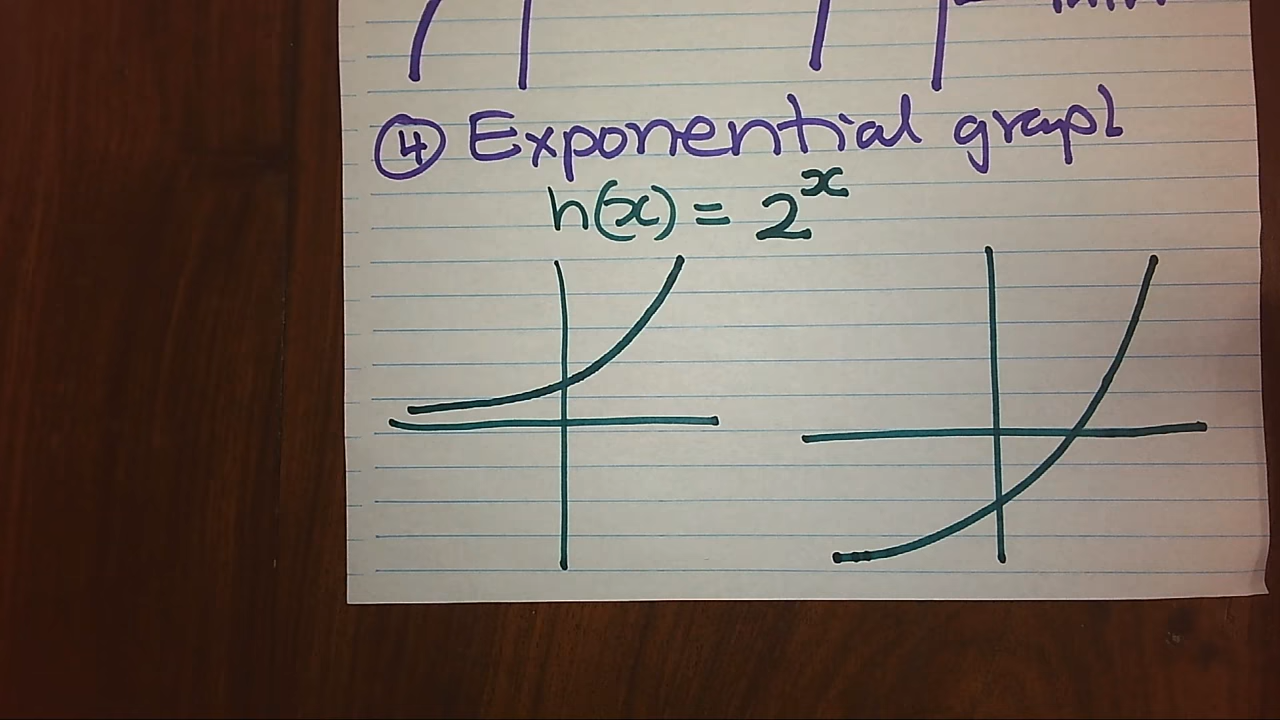 ④ Exponential graph
h(x) = 2^x